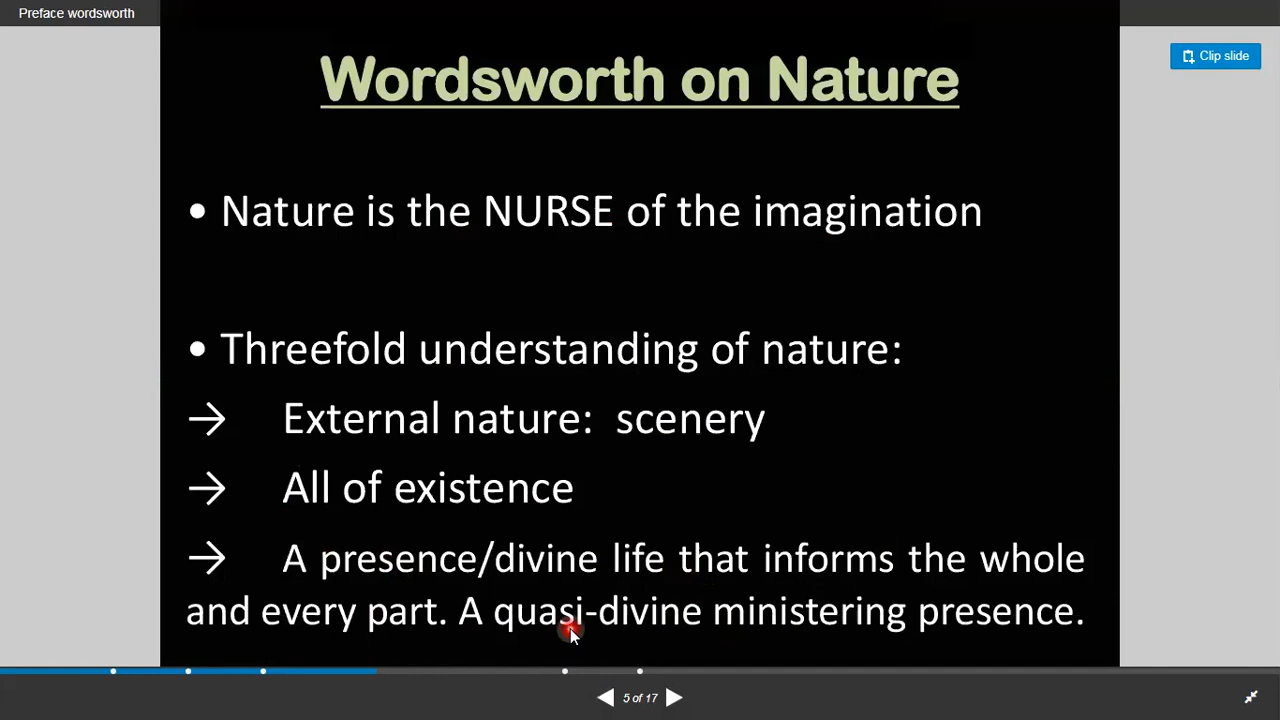 Preface wordsworth
Clip slide
Wordsworth on Nature
• Nature is the NURSE of the imagination
• Threefold understanding of nature:
→ External nature: scenery
→ All of existence
→ A presence/divine life that informs the whole
and every part. A quasi-divine ministering presence.
5 of 17